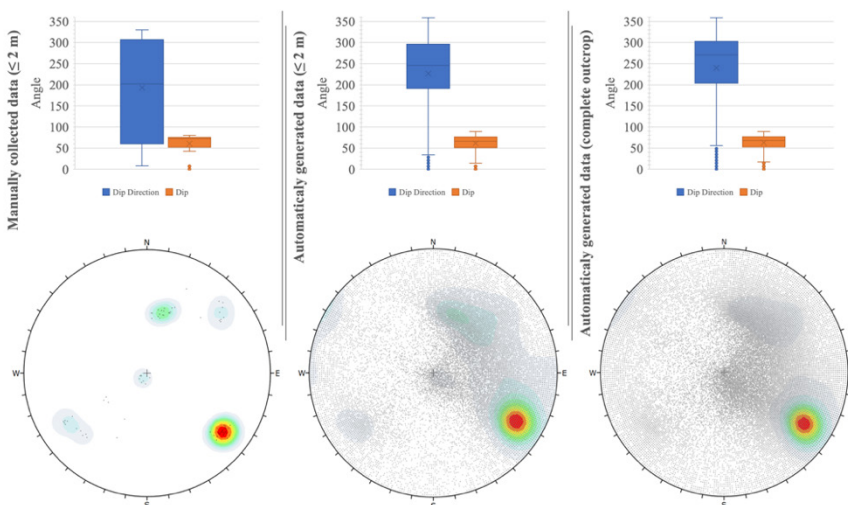 Manually collected data (≤ 2 m)
Angle
350
300
250
200
150
100
50
0
Dip Direction Dip
N
W
E
S
Automaticaly generated data (≤ 2 m)
Angle
350
300
250
200
150
100
50
0
Dip Direction Dip
N
W
E
S
Automaticaly generated data (complete outcrop)
Angle
350
300
250
200
150
100
50
0
Dip Direction Dip
N
W
E
S